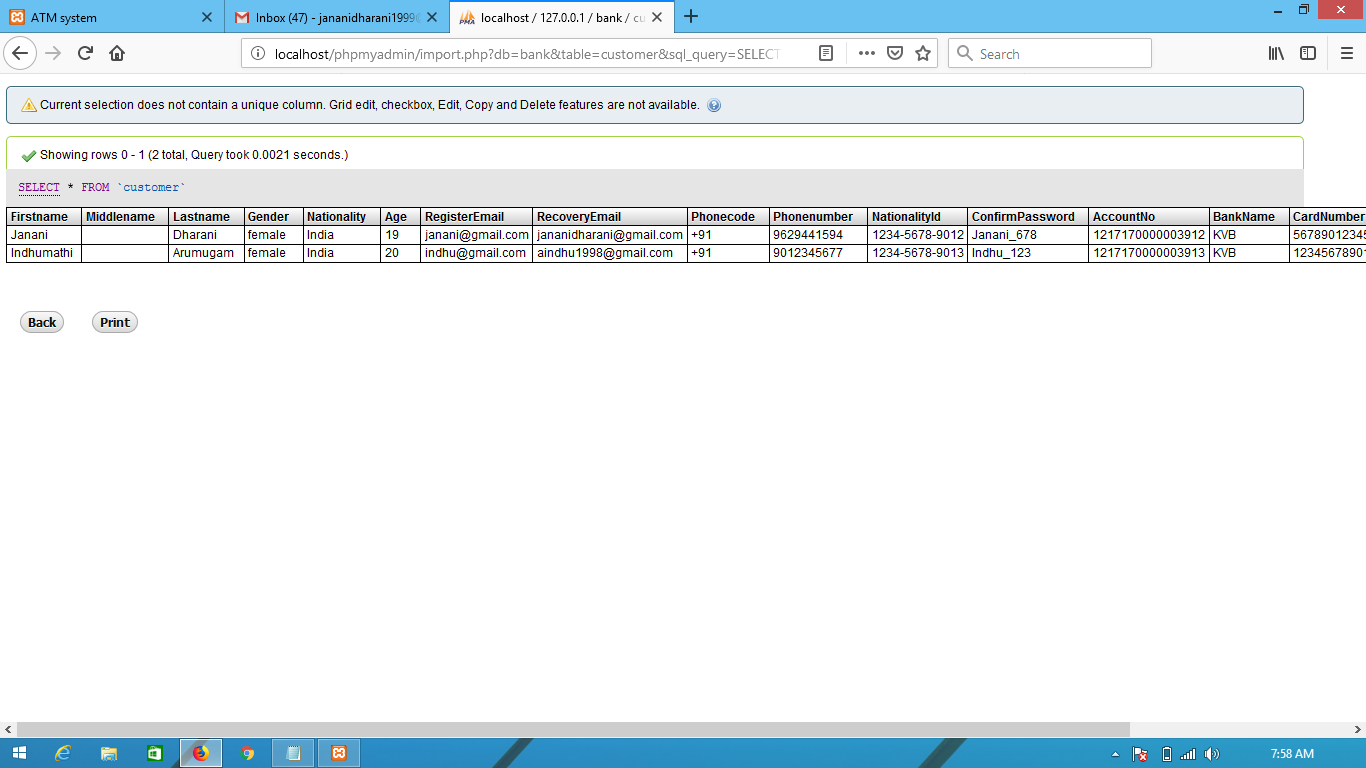 ATM system
Inbox (47) - jananidharani1999
localhost / 127.0.0.1 / bank / cu
localhost/phpmyadmin/import.php?db=bank&table=customer&sql_query=SELECT
Search
Current selection does not contain a unique column. Grid edit, checkbox, Edit, Copy and Delete features are not available.
Showing rows 0 - 1 (2 total, Query took 0.0021 seconds.)
SELECT * FROM `customer`
Firstname Middlename Lastname Gender Nationality Age RegisterEmail RecoveryEmail Phonecode Phonenumber NationalityId ConfirmPassword AccountNo BankName CardNumber
Janani Dharani female India 19 janani@gmail.com jananidharani@gmail.com +91 9629441594 1234-5678-9012 Janani_678 1217170000003912 KVB 56789012345
Indhumathi Arumugam female India 20 indhu@gmail.com aindhu1998@gmail.com +91 9012345677 1234-5678-9013 Indhu_123 1217170000003913 KVB 12345678901
Back Print
7:58 AM